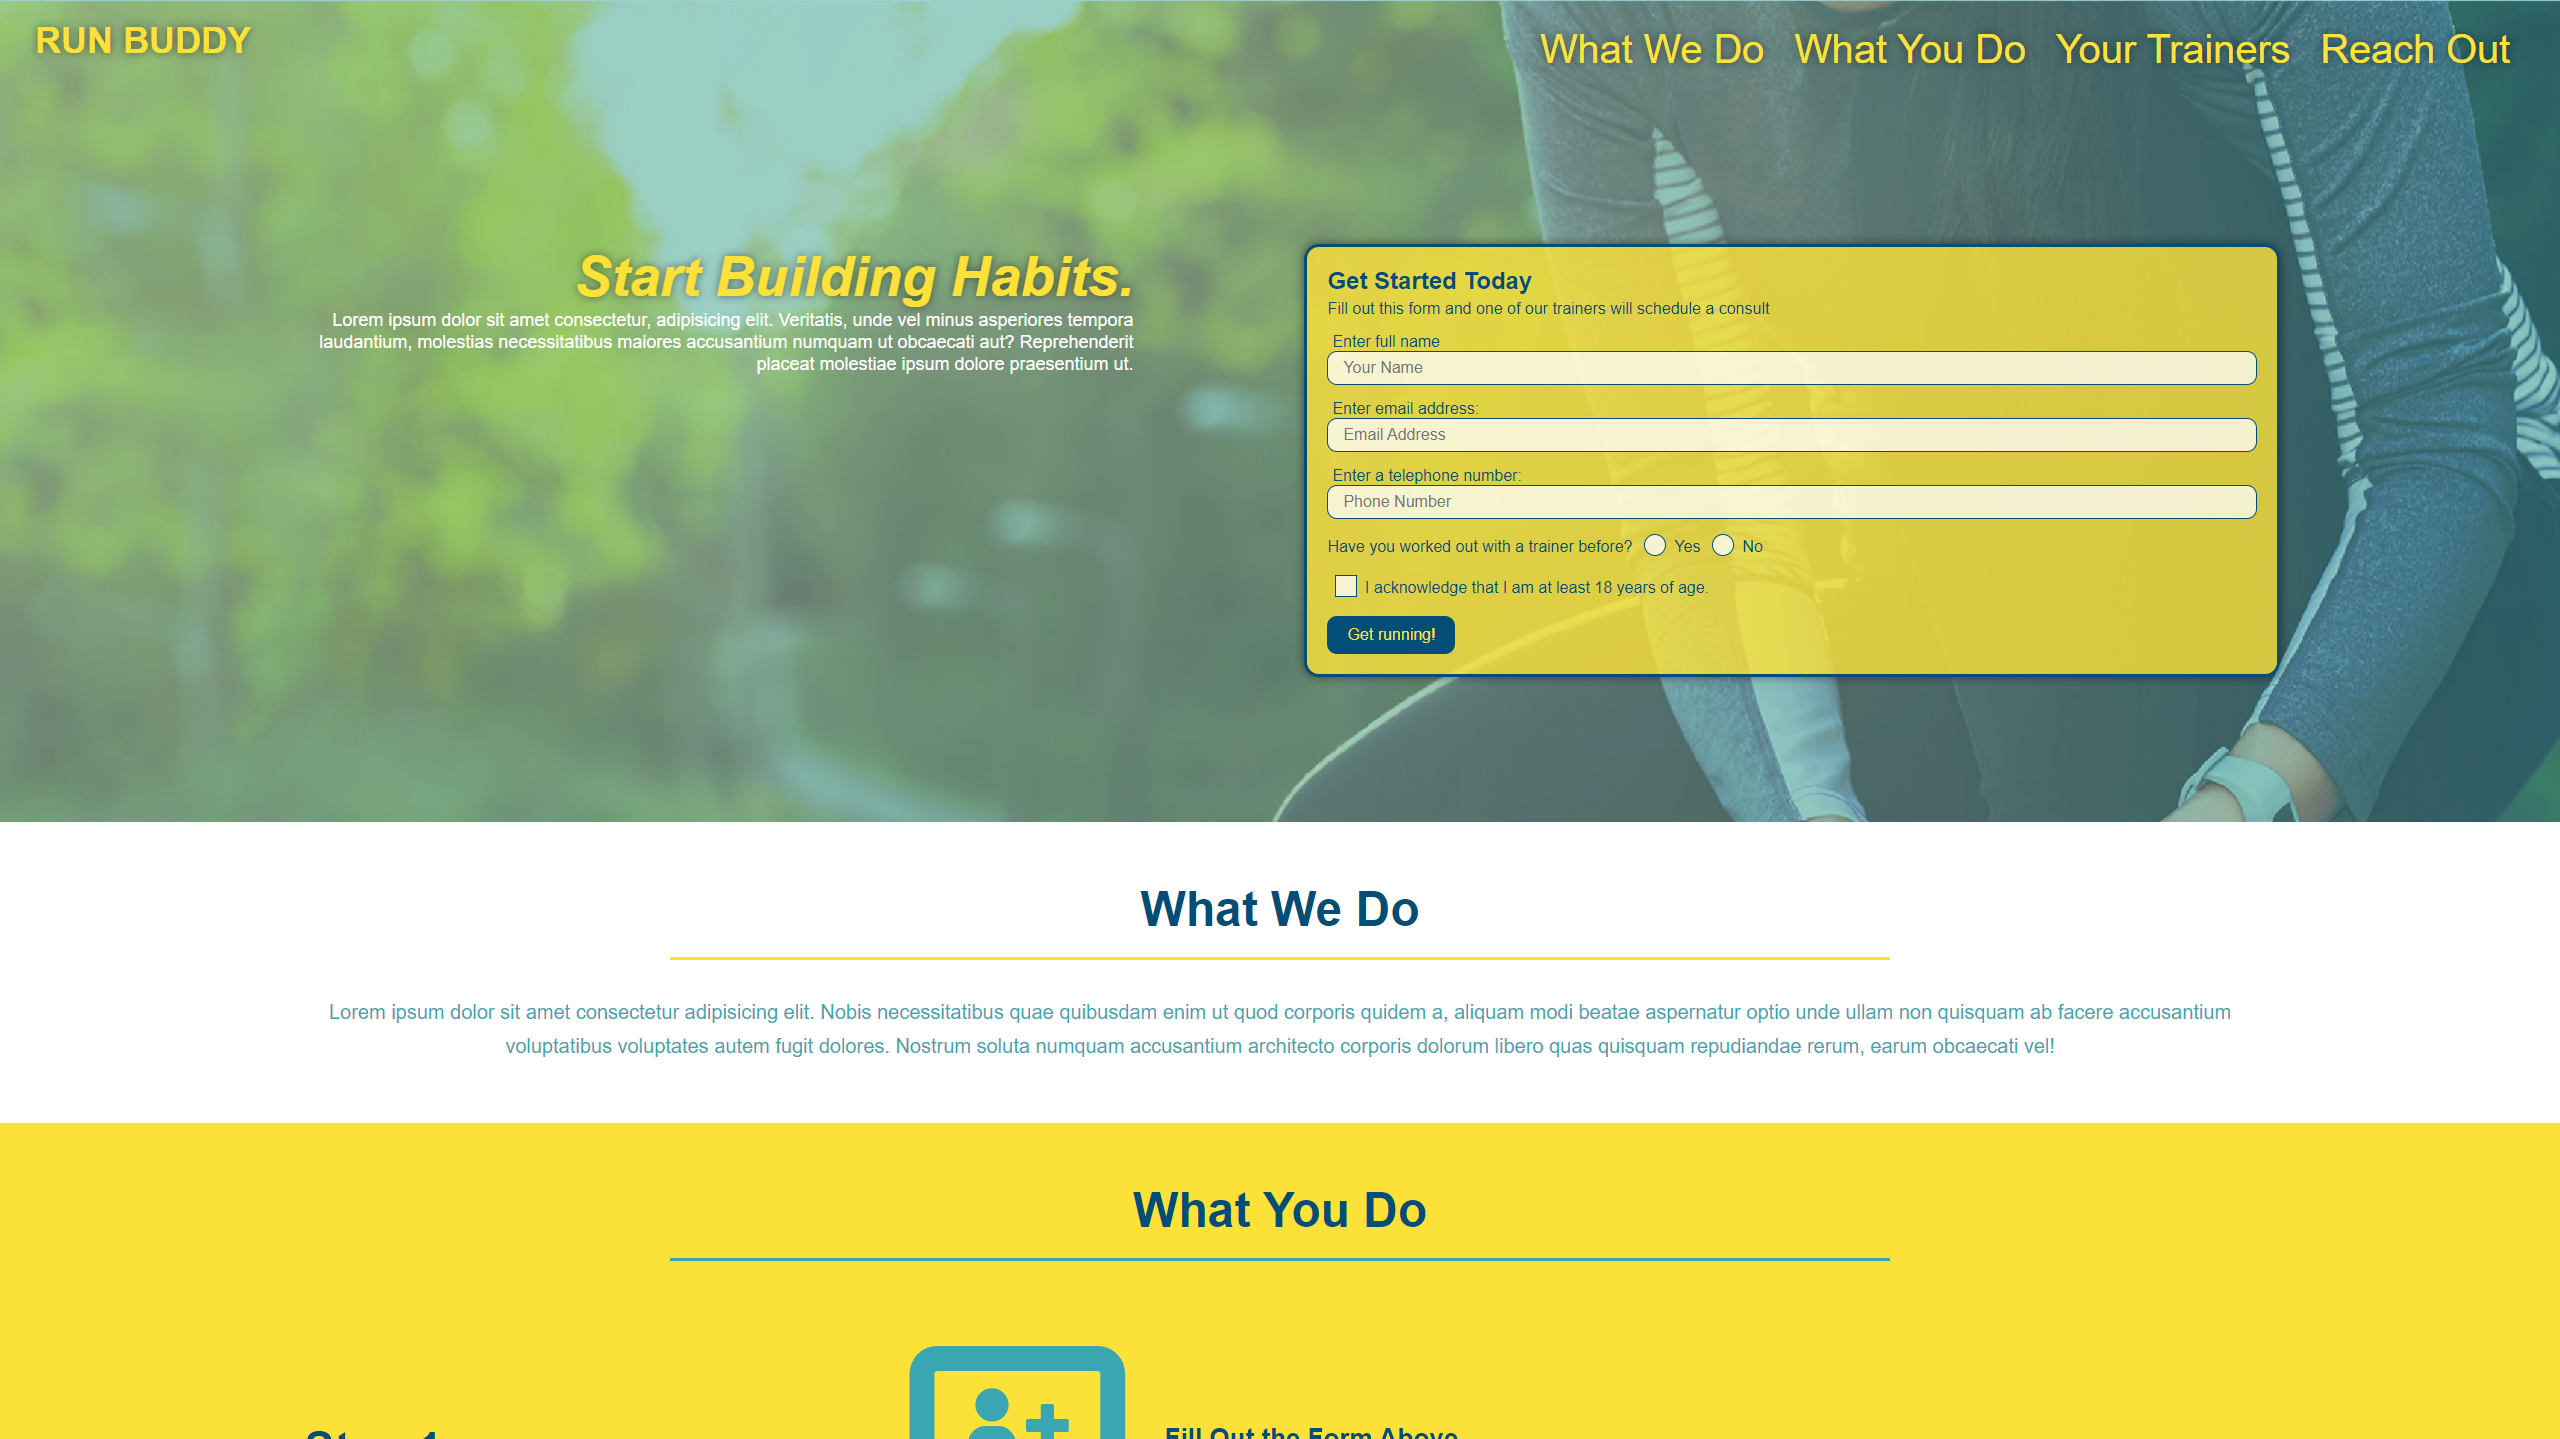 RUN BUDDY
What We Do What You Do Your Trainers Reach Out
Start Building Habits.
Lorem ipsum dolor sit amet consectetur, adipisicing elit. Veritatis, unde vel minus asperiores tempora
laudantium, molestias necessitatibus maiores accusantium numquam ut obcaecati aut? Reprehenderit
placeat molestiae ipsum dolore praesentium ut.
Get Started Today
Fill out this form and one of our trainers will schedule a consult
Enter full name
Your Name
Enter email address:
Email Address
Enter a telephone number:
Phone Number
Have you worked out with a trainer before? Yes No
I acknowledge that I am at least 18 years of age.
Get running!
What We Do
Lorem ipsum dolor sit amet consectetur adipisicing elit. Nobis necessitatibus quae quibusdam enim ut quod corporis quidem a, aliquam modi beatae aspernatur optio unde ullam non quisquam ab facere accusantium
voluptatibus voluptates autem fugit dolores. Nostrum soluta numquam accusantium architecto corporis dolorum libero quas quisquam repudiandae rerum, earum obcaecati vel!
What You Do
Step 1
Fill Out the Form Above